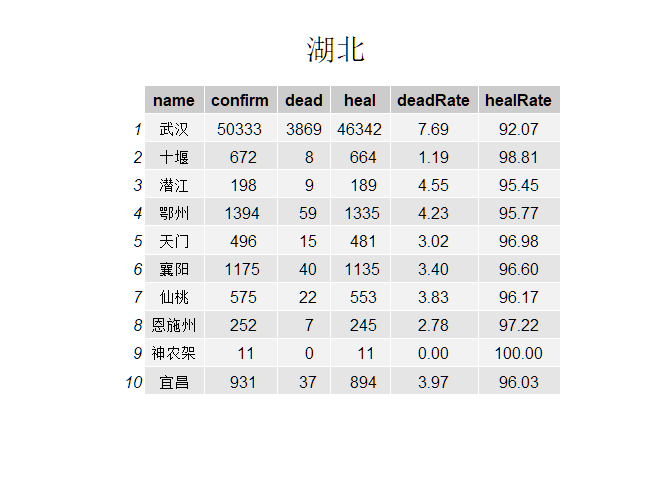 湖北
name confirm dead heal deadRate healRate
1 武汉 50333 3869 46342 7.69 92.07
2 十堰 672 8 664 1.19 98.81
3 潜江 198 9 189 4.55 95.45
4 鄂州 1394 59 1335 4.23 95.77
5 天门 496 15 481 3.02 96.98
6 襄阳 1175 40 1135 3.40 96.60
7 仙桃 575 22 553 3.83 96.17
8 恩施州 252 7 245 2.78 97.22
9 神农架 11 0 11 0.00 100.00
10 宜昌 931 37 894 3.97 96.03